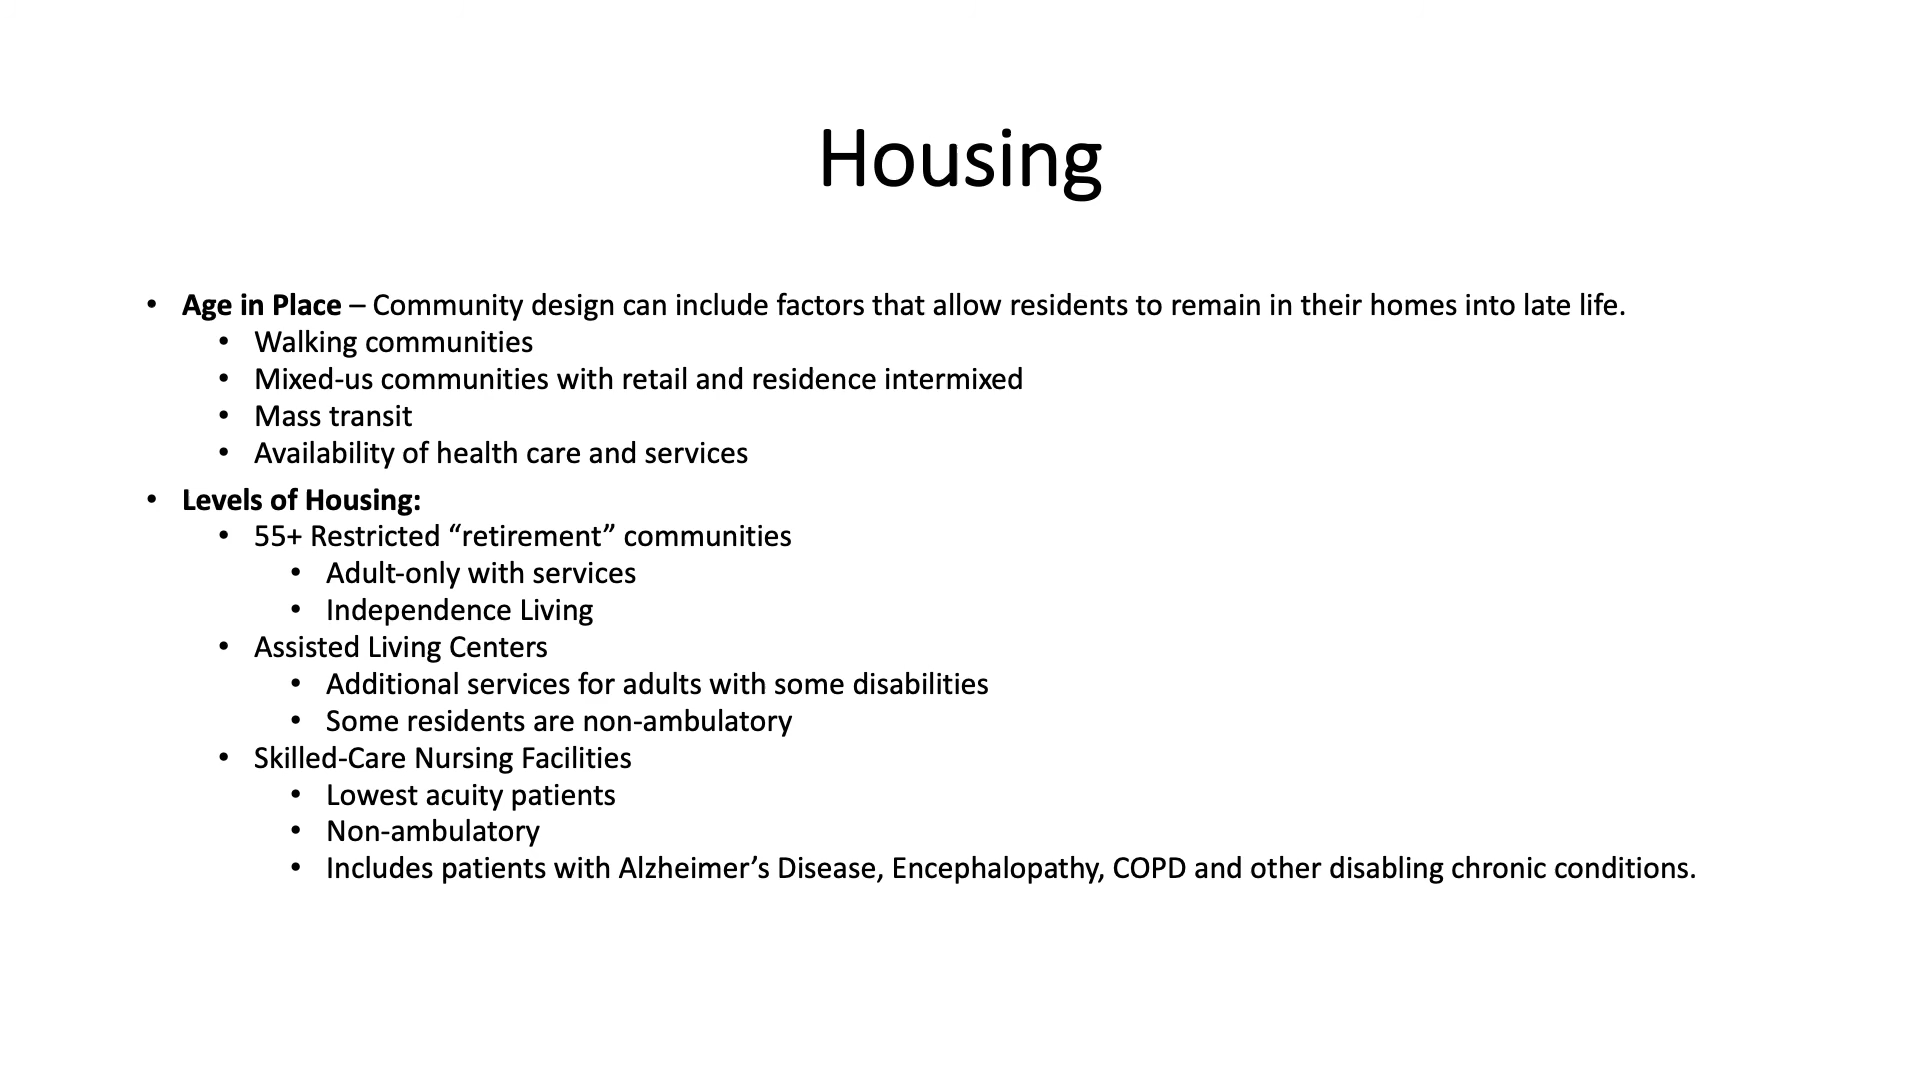 Housing
• Age in Place – Community design can include factors that allow residents to remain in their homes into late life.
• Walking communities
• Mixed-us communities with retail and residence intermixed
• Mass transit
• Availability of health care and services
• Levels of Housing:
• 55+ Restricted “retirement” communities
• Adult-only with services
• Independence Living
• Assisted Living Centers
• Additional services for adults with some disabilities
• Some residents are non-ambulatory
• Skilled-Care Nursing Facilities
• Lowest acuity patients
• Non-ambulatory
• Includes patients with Alzheimer’s Disease, Encephalopathy, COPD and other disabling chronic conditions.